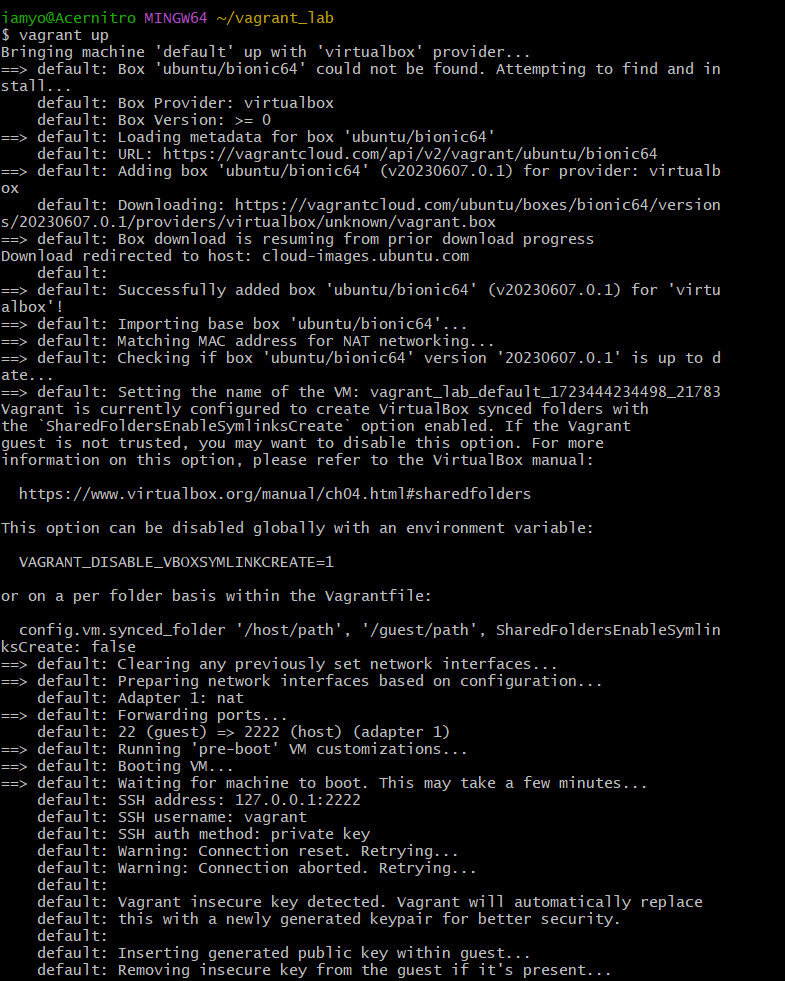 iamyo@Acernitro MINGW64 ~/vagrant_lab
$ vagrant up
Bringing machine 'default' up with 'virtualbox' provider...
==> default: Box 'ubuntu/bionic64' could not be found. Attempting to find and in
stall...
    default: Box Provider: virtualbox
    default: Box Version: >= 0
==> default: Loading metadata for box 'ubuntu/bionic64'
    default: URL: https://vagrantcloud.com/api/v2/vagrant/ubuntu/bionic64
==> default: Adding box 'ubuntu/bionic64' (v20230607.0.1) for provider: virtualb
ox
    default: Downloading: https://vagrantcloud.com/ubuntu/boxes/bionic64/version
s/20230607.0.1/providers/virtualbox/unknown/vagrant.box
==> default: Box download is resuming from prior download progress
Download redirected to host: cloud-images.ubuntu.com
    default:
==> default: Successfully added box 'ubuntu/bionic64' (v20230607.0.1) for 'virtu
albox'!
==> default: Importing base box 'ubuntu/bionic64'...
==> default: Matching MAC address for NAT networking...
==> default: Checking if box 'ubuntu/bionic64' version '20230607.0.1' is up to d
ate...
==> default: Setting the name of the VM: vagrant_lab_default_1723444234498_21783
Vagrant is currently configured to create VirtualBox synced folders with
the `SharedFoldersEnableSymlinksCreate` option enabled. If the Vagrant
guest is not trusted, you may want to disable this option. For more
information on this option, please refer to the VirtualBox manual:

  https://www.virtualbox.org/manual/ch04.html#sharedfolders

This option can be disabled globally with an environment variable:

  VAGRANT_DISABLE_VBOXSYMLINKCREATE=1

or on a per folder basis within the Vagrantfile:

  config.vm.synced_folder '/host/path', '/guest/path', SharedFoldersEnableSymlin
ksCreate: false
==> default: Clearing any previously set network interfaces...
==> default: Preparing network interfaces based on configuration...
    default: Adapter 1: nat
==> default: Forwarding ports...
    default: 22 (guest) => 2222 (host) (adapter 1)
==> default: Running 'pre-boot' VM customizations...
==> default: Booting VM...
==> default: Waiting for machine to boot. This may take a few minutes...
    default: SSH address: 127.0.0.1:2222
    default: SSH username: vagrant
    default: SSH auth method: private key
    default: Warning: Connection reset. Retrying...
    default: Warning: Connection aborted. Retrying...
    default:
    default: Vagrant insecure key detected. Vagrant will automatically replace
    default: this with a newly generated keypair for better security.
    default:
    default: Inserting generated public key within guest...
    default: Removing insecure key from the guest if it's present...